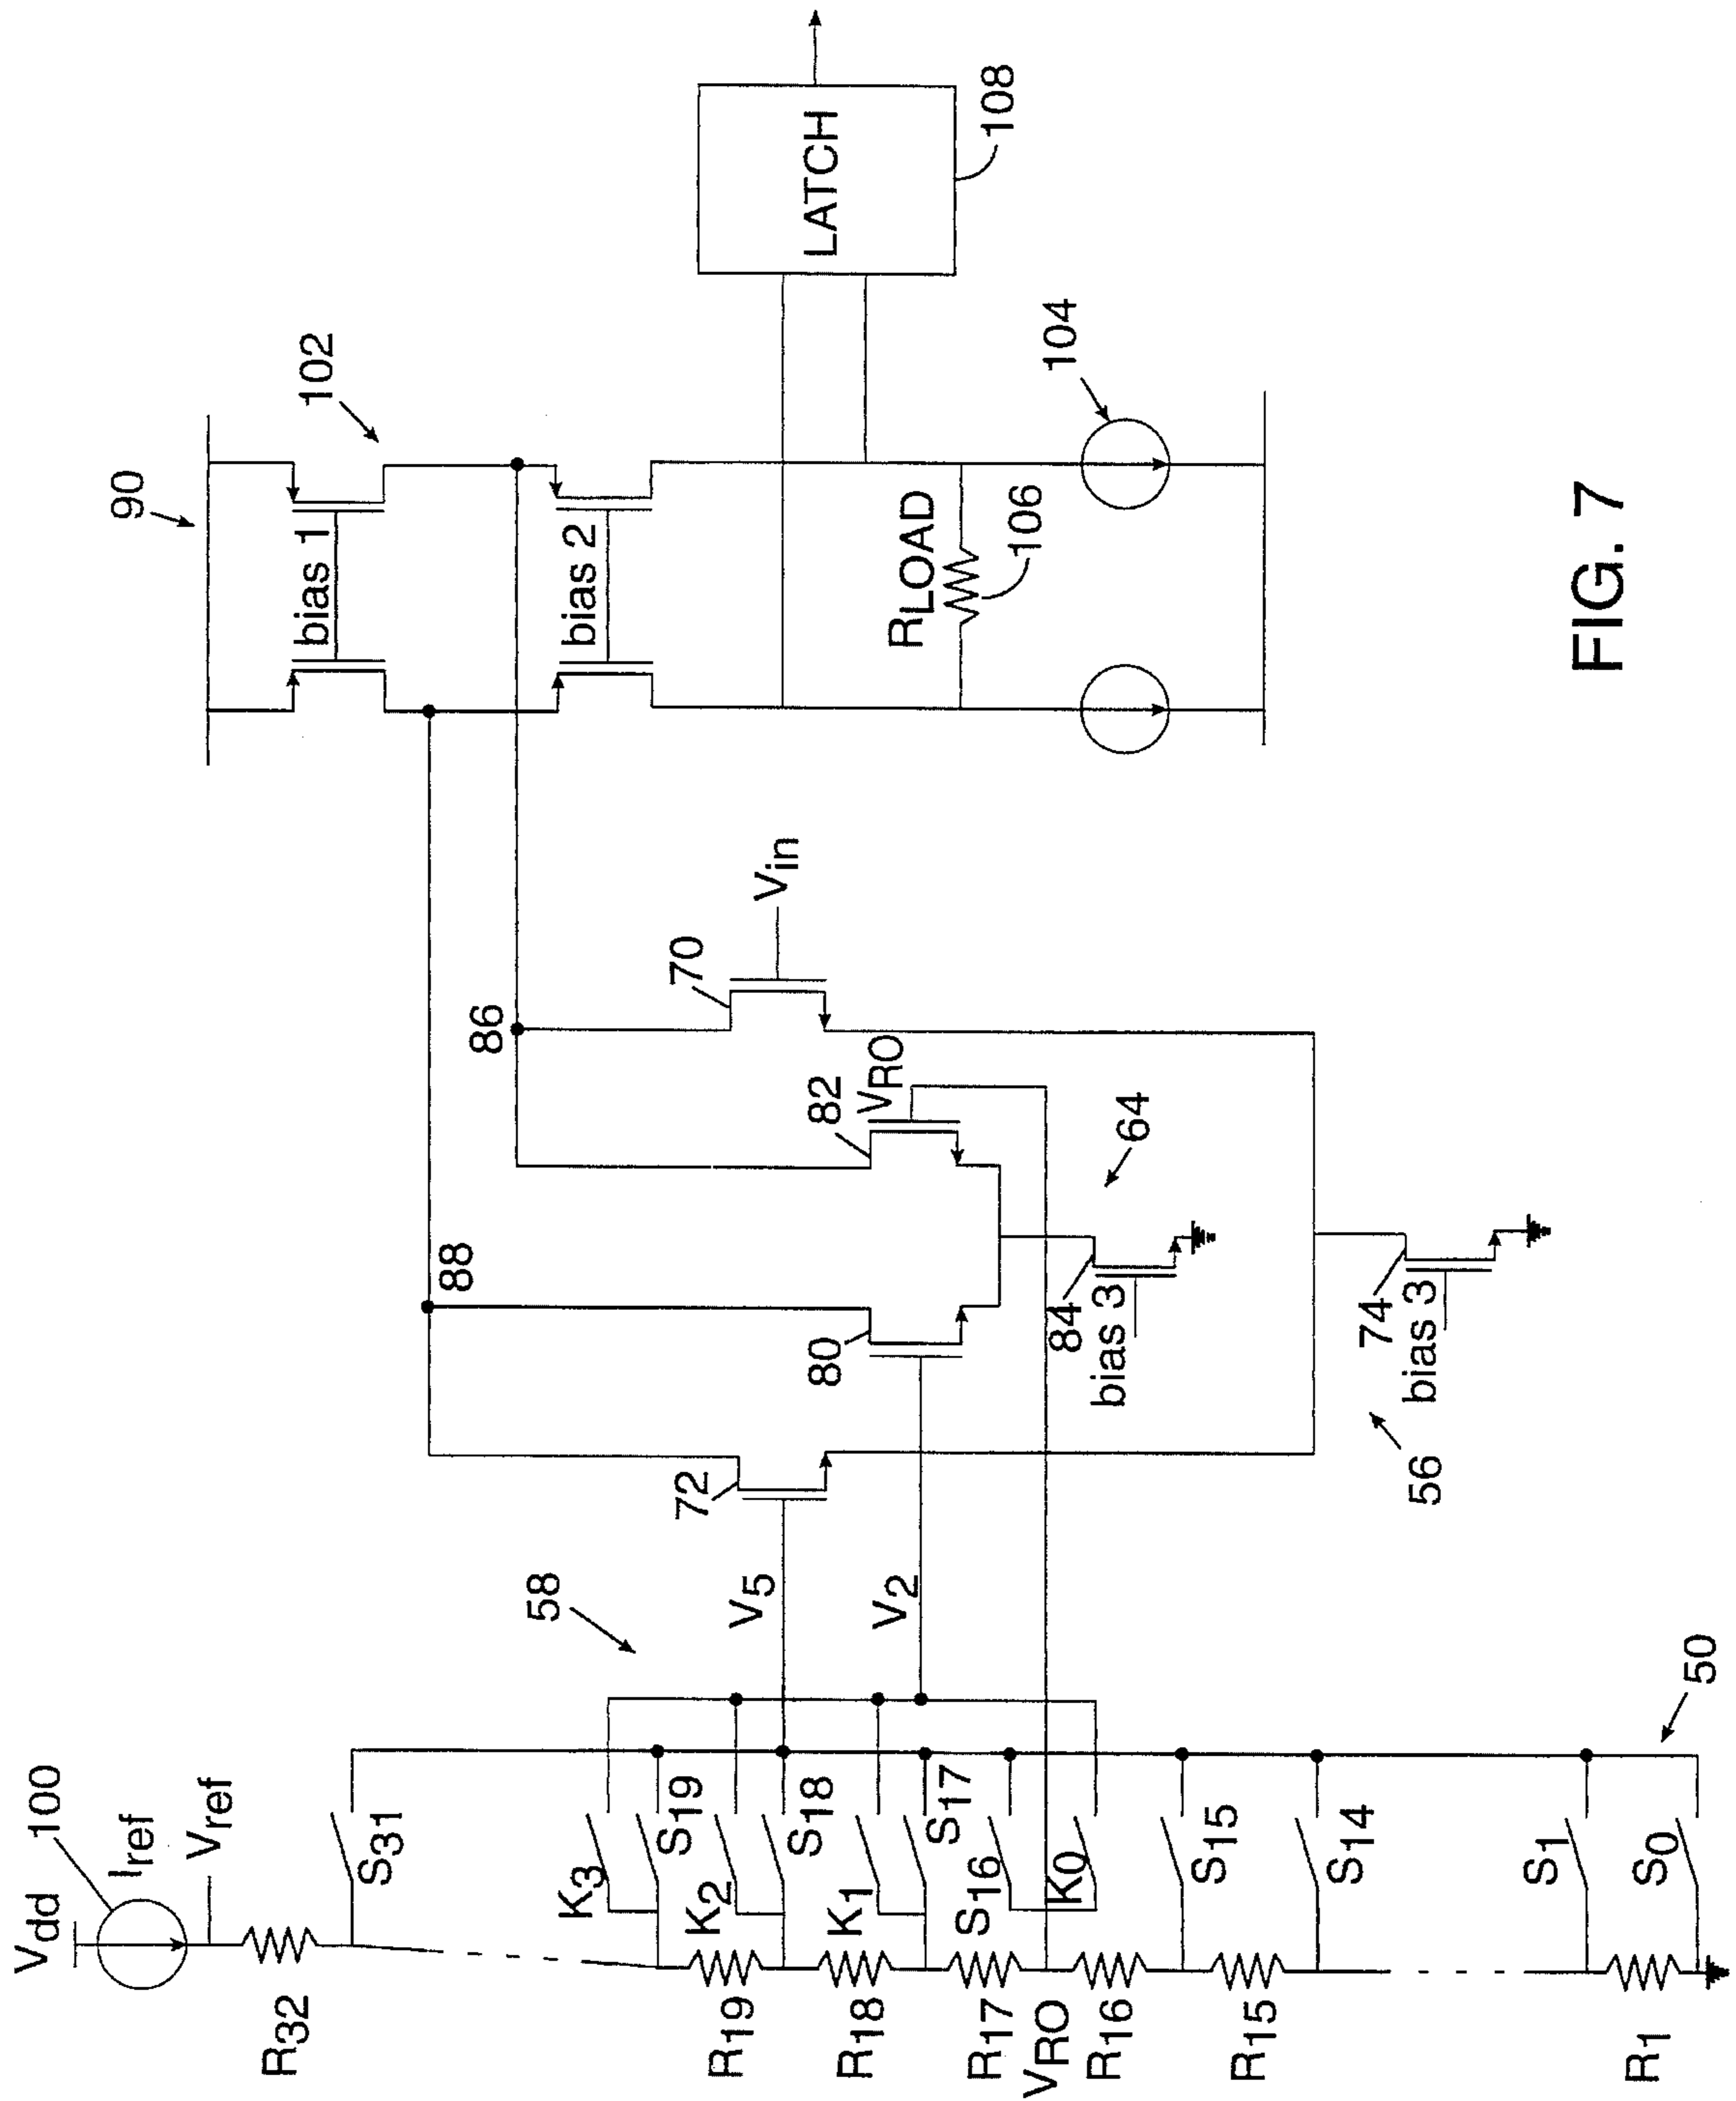 Vdd
100
Iref
Vref
R32
S31
K3
S19
R19
K2
S18
R18
K1
S17
R17
S16
VRO
K0
R16
S15
R15
S14
S1
R1
S0
50
58
V5
V2
72
80
88
82
VRO
86
70
Vin
84
bias 3
64
74
bias 3
56
90
102
bias 1
bias 2
RLOAD
106
104
LATCH
108
FIG. 7